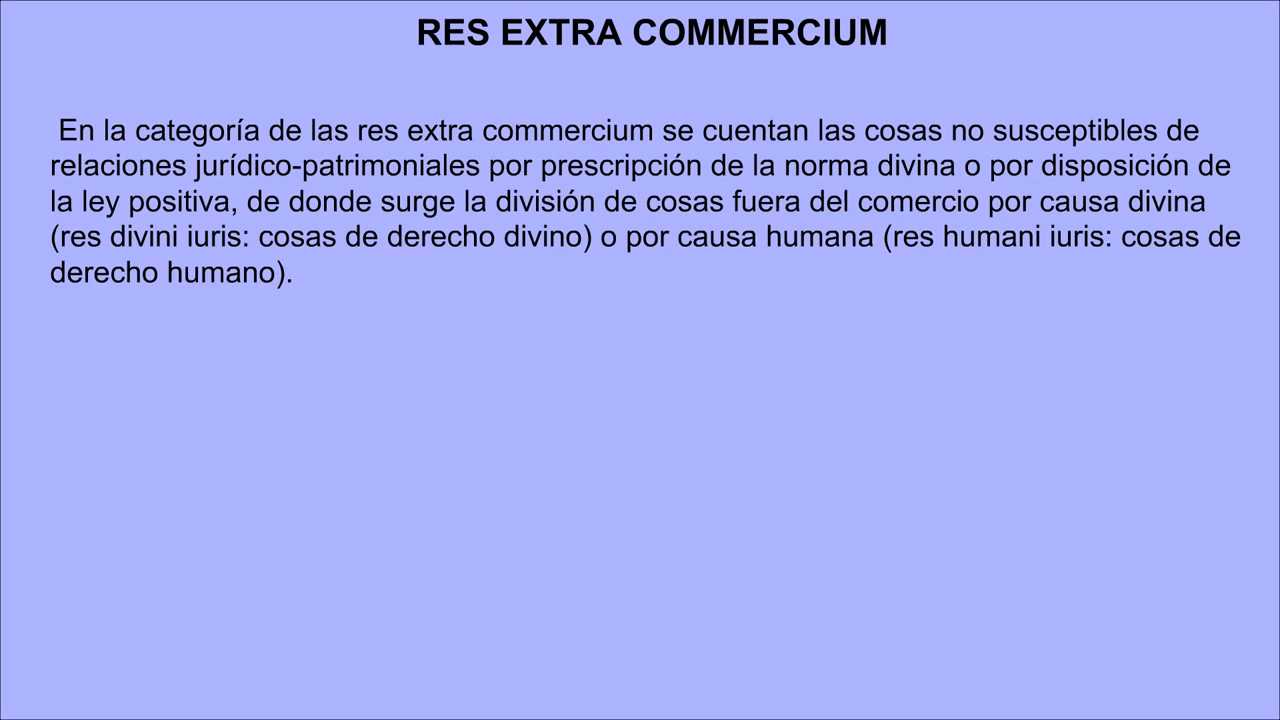 RES EXTRA COMMERCIUM
En la categoría de las res extra commercium se cuentan las cosas no susceptibles de
relaciones jurídico-patrimoniales por prescripción de la norma divina o por disposición de
la ley positiva, de donde surge la división de cosas fuera del comercio por causa divina
(res divini iuris: cosas de derecho divino) o por causa humana (res humani iuris: cosas de
derecho humano).